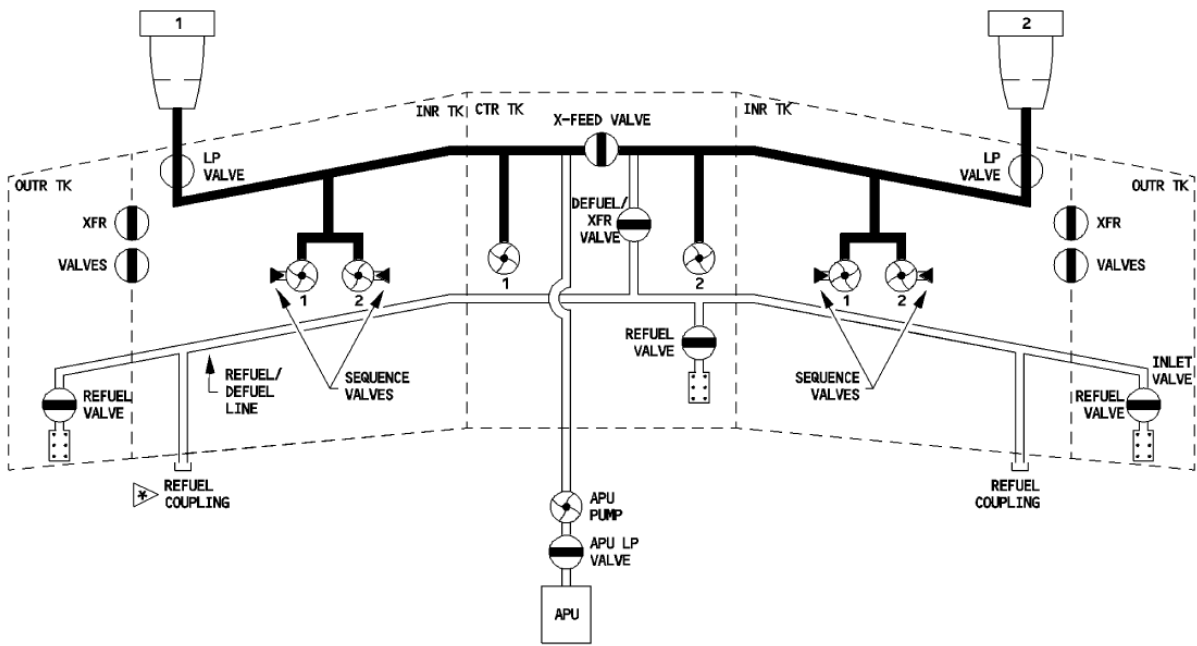 1
2
INR TK
CTR TK
INR TK
X-FEED VALVE
LP
VALVE
LP
VALVE
OUTR TK
OUTR TK
XFR
VALVES
DEFUEL/
XFR
VALVE
XFR
VALVES
1
2
1
2
1
2
REFUEL
VALVE
INLET
VALVE
REFUEL/
DEFUEL
LINE
SEQUENCE
VALVES
SEQUENCE
VALVES
REFUEL
VALVE
REFUEL
VALVE
*
REFUEL
COUPLING
REFUEL
COUPLING
APU
PUMP
APU LP
VALVE
APU